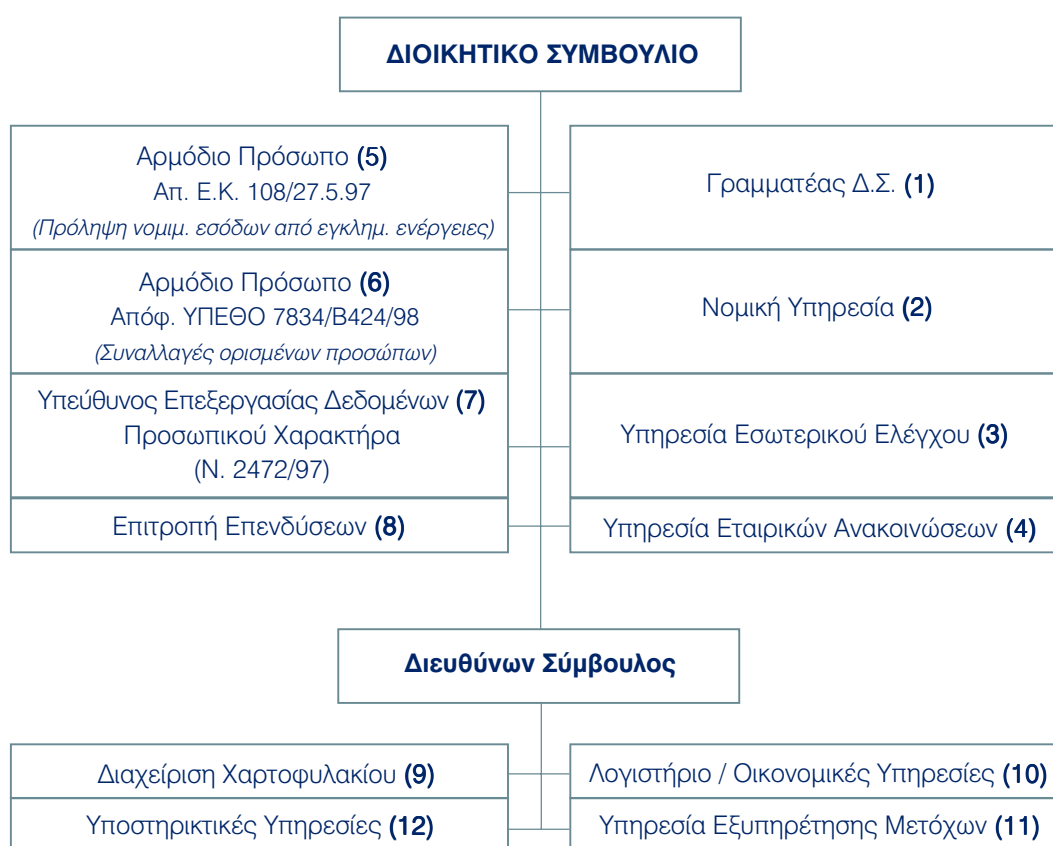 ΔΙΟΙΚΗΤΙΚΟ ΣΥΜΒΟΥΛΙΟ
Αρμόδιο Πρόσωπο (5)
Απ. Ε.Κ. 108/27.5.97
(Πρόληψη νομιμ. εσόδων από εγκλημ. ενέργειες)
Γραμματέας Δ.Σ. (1)
Αρμόδιο Πρόσωπο (6)
Απόφ. ΥΠΕΘΟ 7834/Β424/98
(Συναλλαγές ορισμένων προσώπων)
Νομική Υπηρεσία (2)
Υπεύθυνος Επεξεργασίας Δεδομένων (7)
Προσωπικού Χαρακτήρα
(Ν. 2472/97)
Υπηρεσία Εσωτερικού Ελέγχου (3)
Επιτροπή Επενδύσεων (8)
Υπηρεσία Εταιρικών Ανακοινώσεων (4)
Διευθύνων Σύμβουλος
Διαχείριση Χαρτοφυλακίου (9)
Λογιστήριο / Οικονομικές Υπηρεσίες (10)
Υποστηρικτικές Υπηρεσίες (12)
Υπηρεσία Εξυπηρέτησης Μετόχων (11)